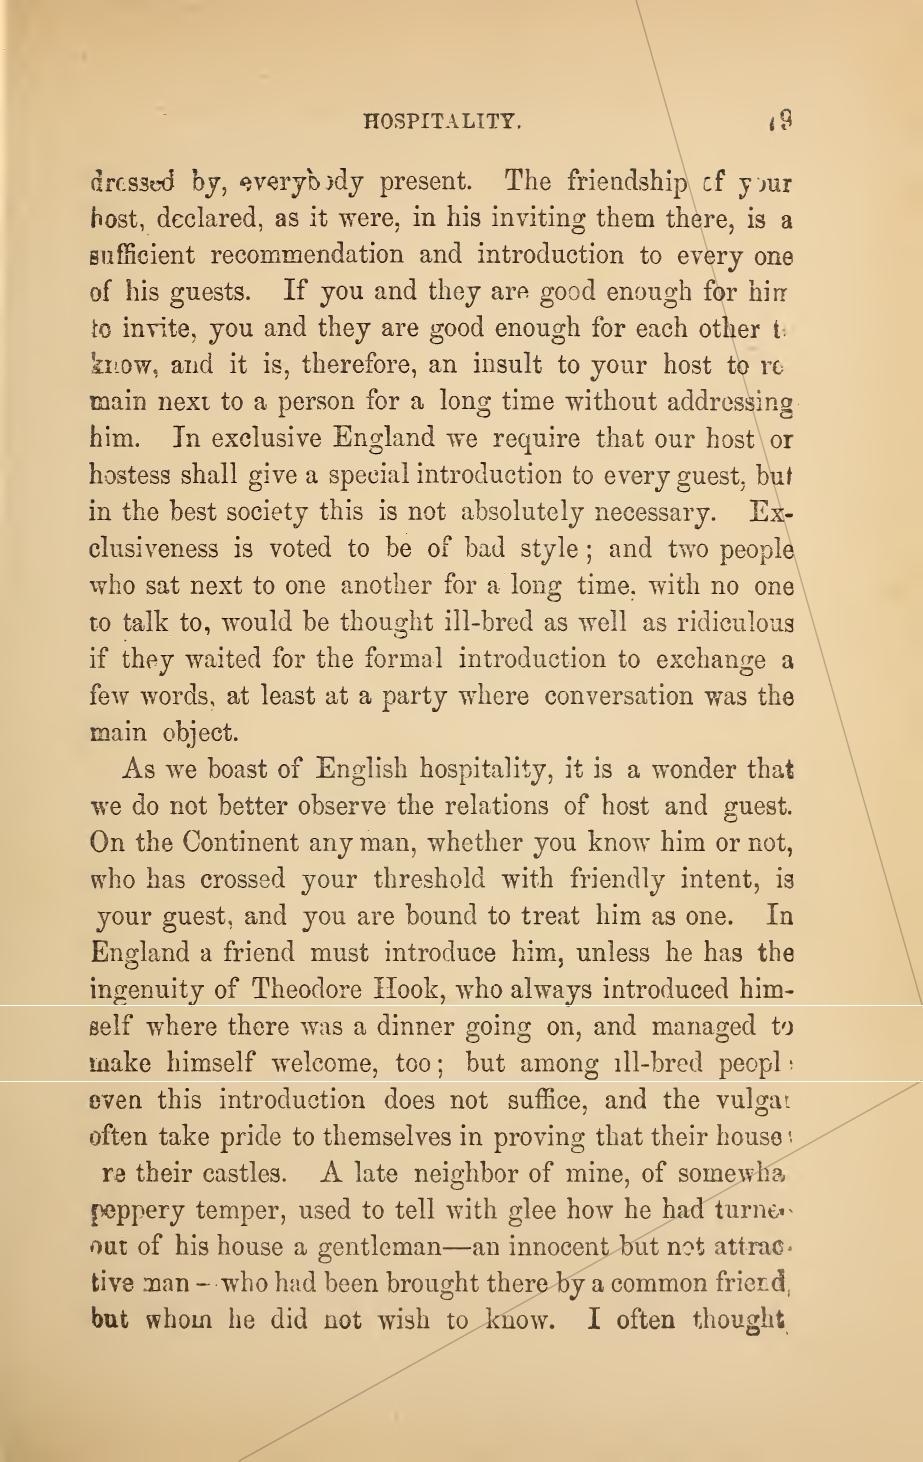 HOSPITALITY. 79
dressed by, everybody present. The friendship of your
host, declared, as it were, in his inviting them there, is a
sufficient recommendation and introduction to every one
of his guests. If you and they are good enough for him
to invite, you and they are good enough for each other to
know, and it is, therefore, an insult to your host to re
main next to a person for a long time without addressing
him. In exclusive England we require that our host or
hostess shall give a special introduction to every guest, but
in the best society this is not absolutely necessary. Ex-
clusiveness is voted to be of bad style; and two people
who sat next to one another for a long time, with no one
to talk to, would be thought ill-bred as well as ridiculous
if they waited for the formal introduction to exchange a
few words, at least at a party where conversation was the
main object.
As we boast of English hospitality, it is a wonder that
we do not better observe the relations of host and guest.
On the Continent any man, whether you know him or not,
who has crossed your threshold with friendly intent, is
your guest, and you are bound to treat him as one. In
England a friend must introduce him, unless he has the
ingenuity of Theodore Hook, who always introduced him-
self where there was a dinner going on, and managed to
make himself welcome, too; but among ill-bred people
even this introduction does not suffice, and the vulgar
often take pride to themselves in proving that their houses
re their castles. A late neighbor of mine, of somewha
peppery temper, used to tell with glee how he had turne
out of his house a gentleman—an innocent but not attrac-
tive man – who had been brought there by a common friend,
but whom he did not wish to know. I often thought